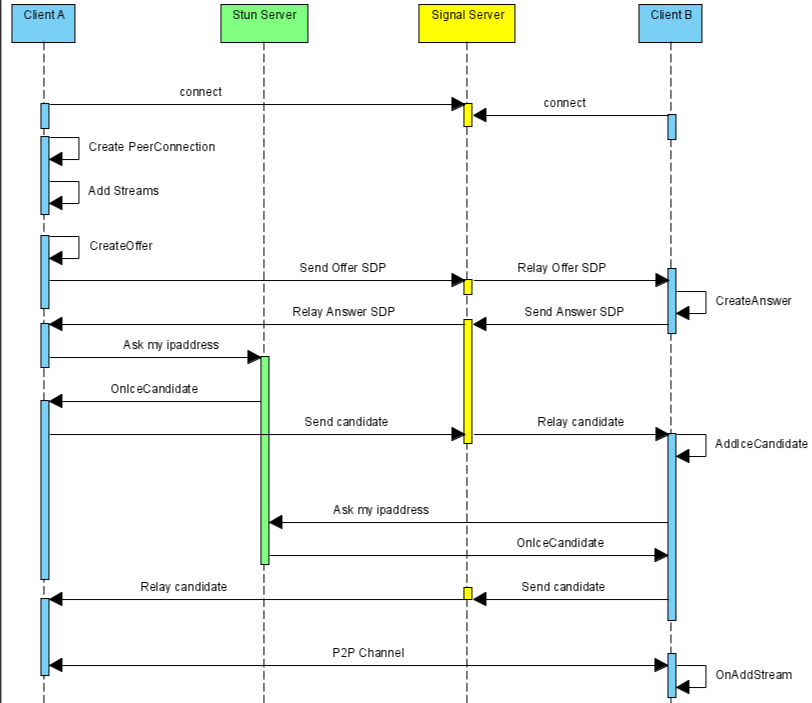 Client A
Stun Server
Signal Server
Client B
connect
connect
Create PeerConnection
Add Streams
CreateOffer
Send Offer SDP
Relay Offer SDP
CreateAnswer
Relay Answer SDP
Send Answer SDP
Ask my ipaddress
OnIceCandidate
Send candidate
Relay candidate
AddIceCandidate
Ask my ipaddress
OnIceCandidate
Relay candidate
Send candidate
P2P Channel
OnAddStream